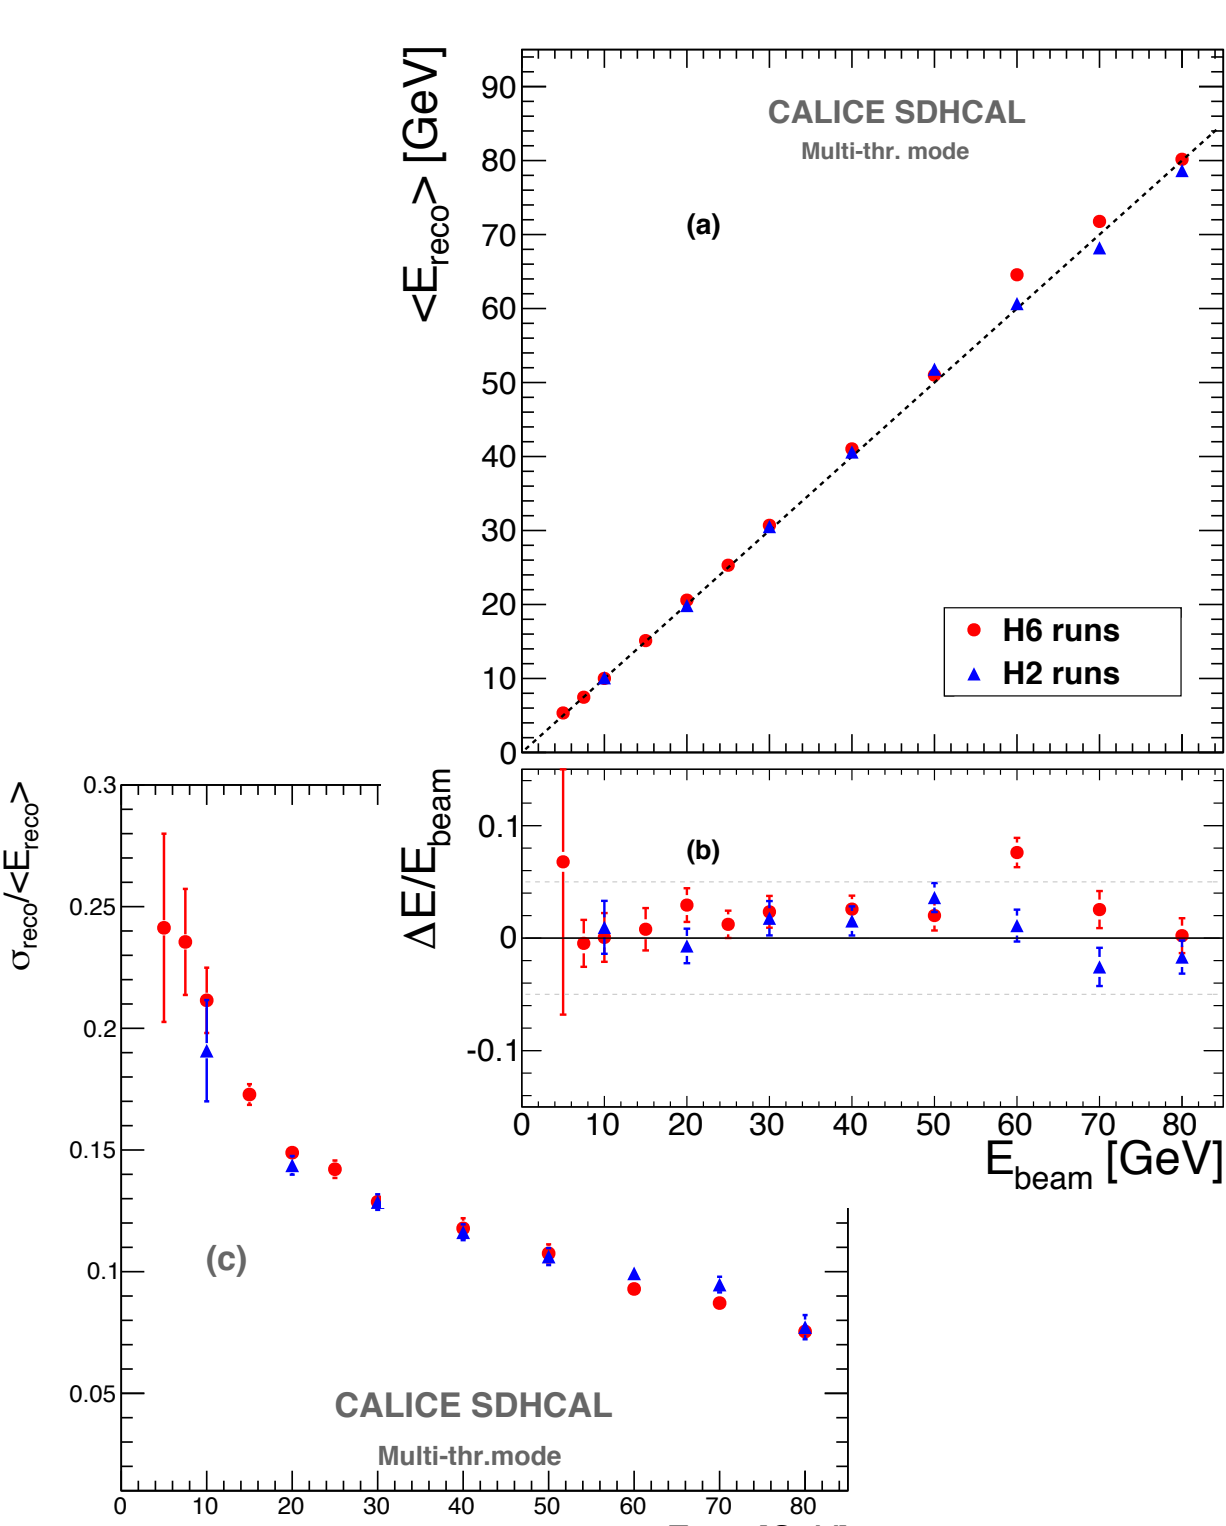 <E_reco> [GeV]
90
80
70
60
50
40
30
20
10
0
CALICE SDHCAL
Multi-thr. mode
(a)
H6 runs
H2 runs
ΔE/E_beam
0.1
0
-0.1
(b)
0 10 20 30 40 50 60 70 80
E_beam [GeV]
σ_reco/<E_reco>
0.3
0.25
0.2
0.15
0.1
0.05
(c)
CALICE SDHCAL
Multi-thr.mode
0 10 20 30 40 50 60 70 80